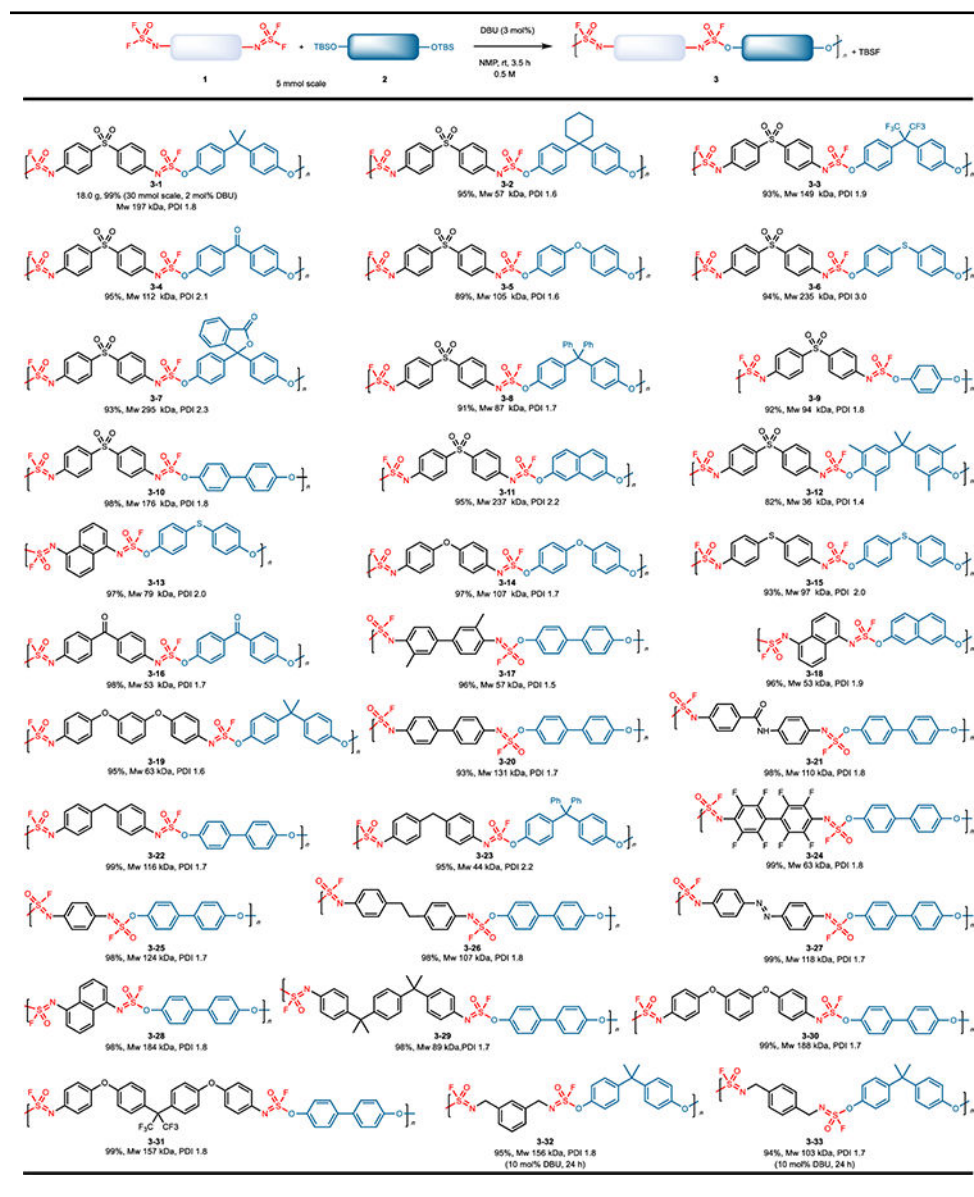 DBU (3 mol%)
TBSO
OTBS
+
+ TBSF
NMP, rt, 3.5 h
0.5 M
1
2
3
5 mmol scale
3-1
18.0 g, 99% (30 mmol scale, 2 mol% DBU)
Mw 197 kDa, PDI 1.8
3-2
95%, Mw 57 kDa, PDI 1.6
F₃C CF3
3-3
93%, Mw 149 kDa, PDI 1.9
3-4
95%, Mw 112 kDa, PDI 2.1
3-5
89%, Mw 105 kDa, PDI 1.6
3-6
94%, Mw 235 kDa, PDI 3.0
3-7
93%, Mw 295 kDa, PDI 2.3
Ph Ph
3-8
91%, Mw 87 kDa, PDI 1.7
3-9
92%, Mw 94 kDa, PDI 1.8
3-10
98%, Mw 176 kDa, PDI 1.8
3-11
95%, Mw 237 kDa, PDI 2.2
3-12
82%, Mw 36 kDa, PDI 1.4
3-13
97%, Mw 79 kDa, PDI 2.0
3-14
97%, Mw 107 kDa, PDI 1.7
3-15
93%, Mw 97 kDa, PDI 2.0
3-16
98%, Mw 53 kDa, PDI 1.7
3-17
96%, Mw 57 kDa, PDI 1.5
3-18
96%, Mw 53 kDa, PDI 1.9
3-19
95%, Mw 63 kDa, PDI 1.6
3-20
93%, Mw 131 kDa, PDI 1.7
3-21
98%, Mw 110 kDa, PDI 1.8
3-22
99%, Mw 116 kDa, PDI 1.7
Ph Ph
3-23
95%, Mw 44 kDa, PDI 2.2
3-24
99%, Mw 63 kDa, PDI 1.8
3-25
98%, Mw 124 kDa, PDI 1.7
3-26
98%, Mw 107 kDa, PDI 1.8
3-27
99%, Mw 118 kDa, PDI 1.7
3-28
98%, Mw 184 kDa, PDI 1.8
3-29
98%, Mw 89 kDa,PDI 1.7
3-30
99%, Mw 188 kDa, PDI 1.7
F₃C CF3
3-31
99%, Mw 157 kDa, PDI 1.8
3-32
95%, Mw 156 kDa, PDI 1.8
(10 mol% DBU, 24 h)
3-33
94%, Mw 103 kDa, PDI 1.7
(10 mol% DBU, 24 h)